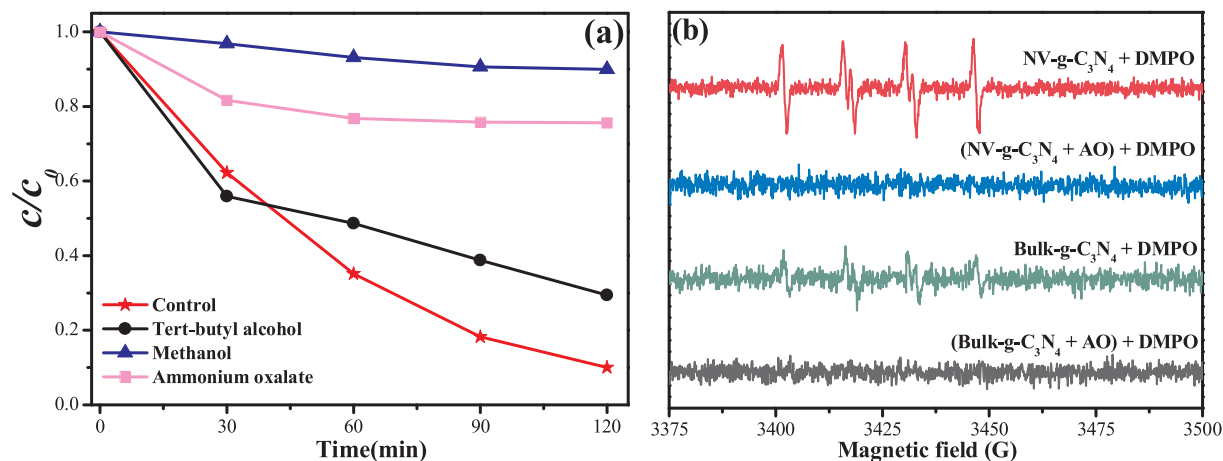 (a)
1.0
0.8
0.6
0.4
0.2
0.0
c/c0
Control
Tert-butyl alcohol
Methanol
Ammonium oxalate
0 30 60 90 120
Time(min)
(b)
NV-g-C3N4 + DMPO
(NV-g-C3N4 + AO) + DMPO
Bulk-g-C3N4 + DMPO
(Bulk-g-C3N4 + AO) + DMPO
3375 3400 3425 3450 3475 3500
Magnetic field (G)